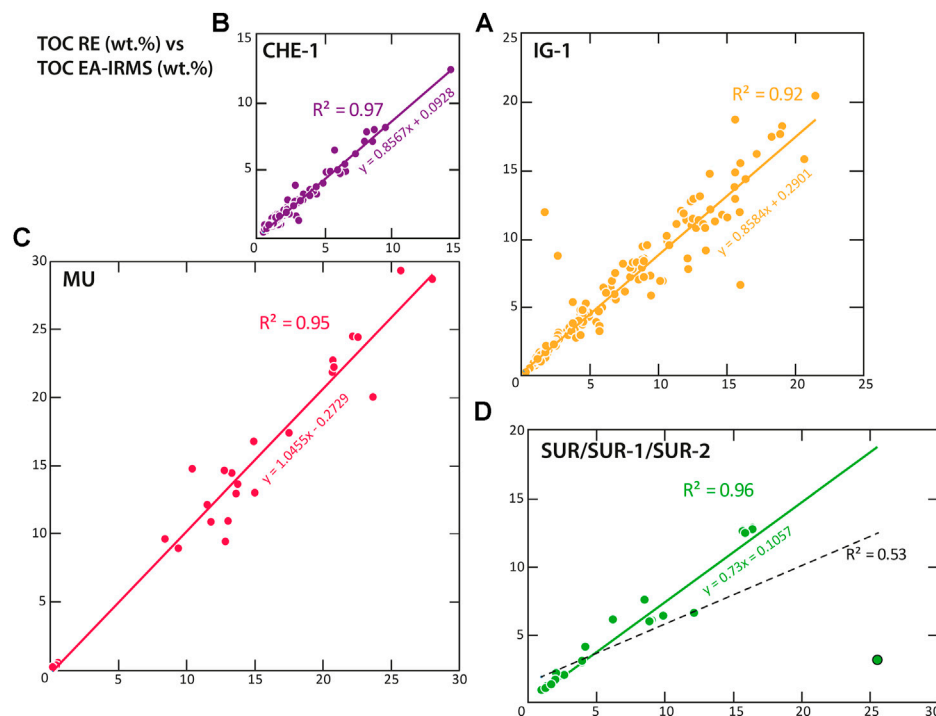 TOC RE (wt.%) vs
TOC EA-IRMS (wt.%)
B
CHE-1
R² = 0.97
y = 0.8567x + 0.0928
15
10
5
0
5
10
15
A
IG-1
R² = 0.92
y = 0.8584x + 0.2901
25
20
15
10
5
0
5
10
15
20
25
C
MU
R² = 0.95
y = 1.0455x - 0.2729
30
25
20
15
10
5
0
5
10
15
20
25
30
D
SUR/SUR-1/SUR-2
R² = 0.96
y = 0.73x = 0.1057
R² = 0.53
20
15
10
5
0
5
10
15
20
25
30